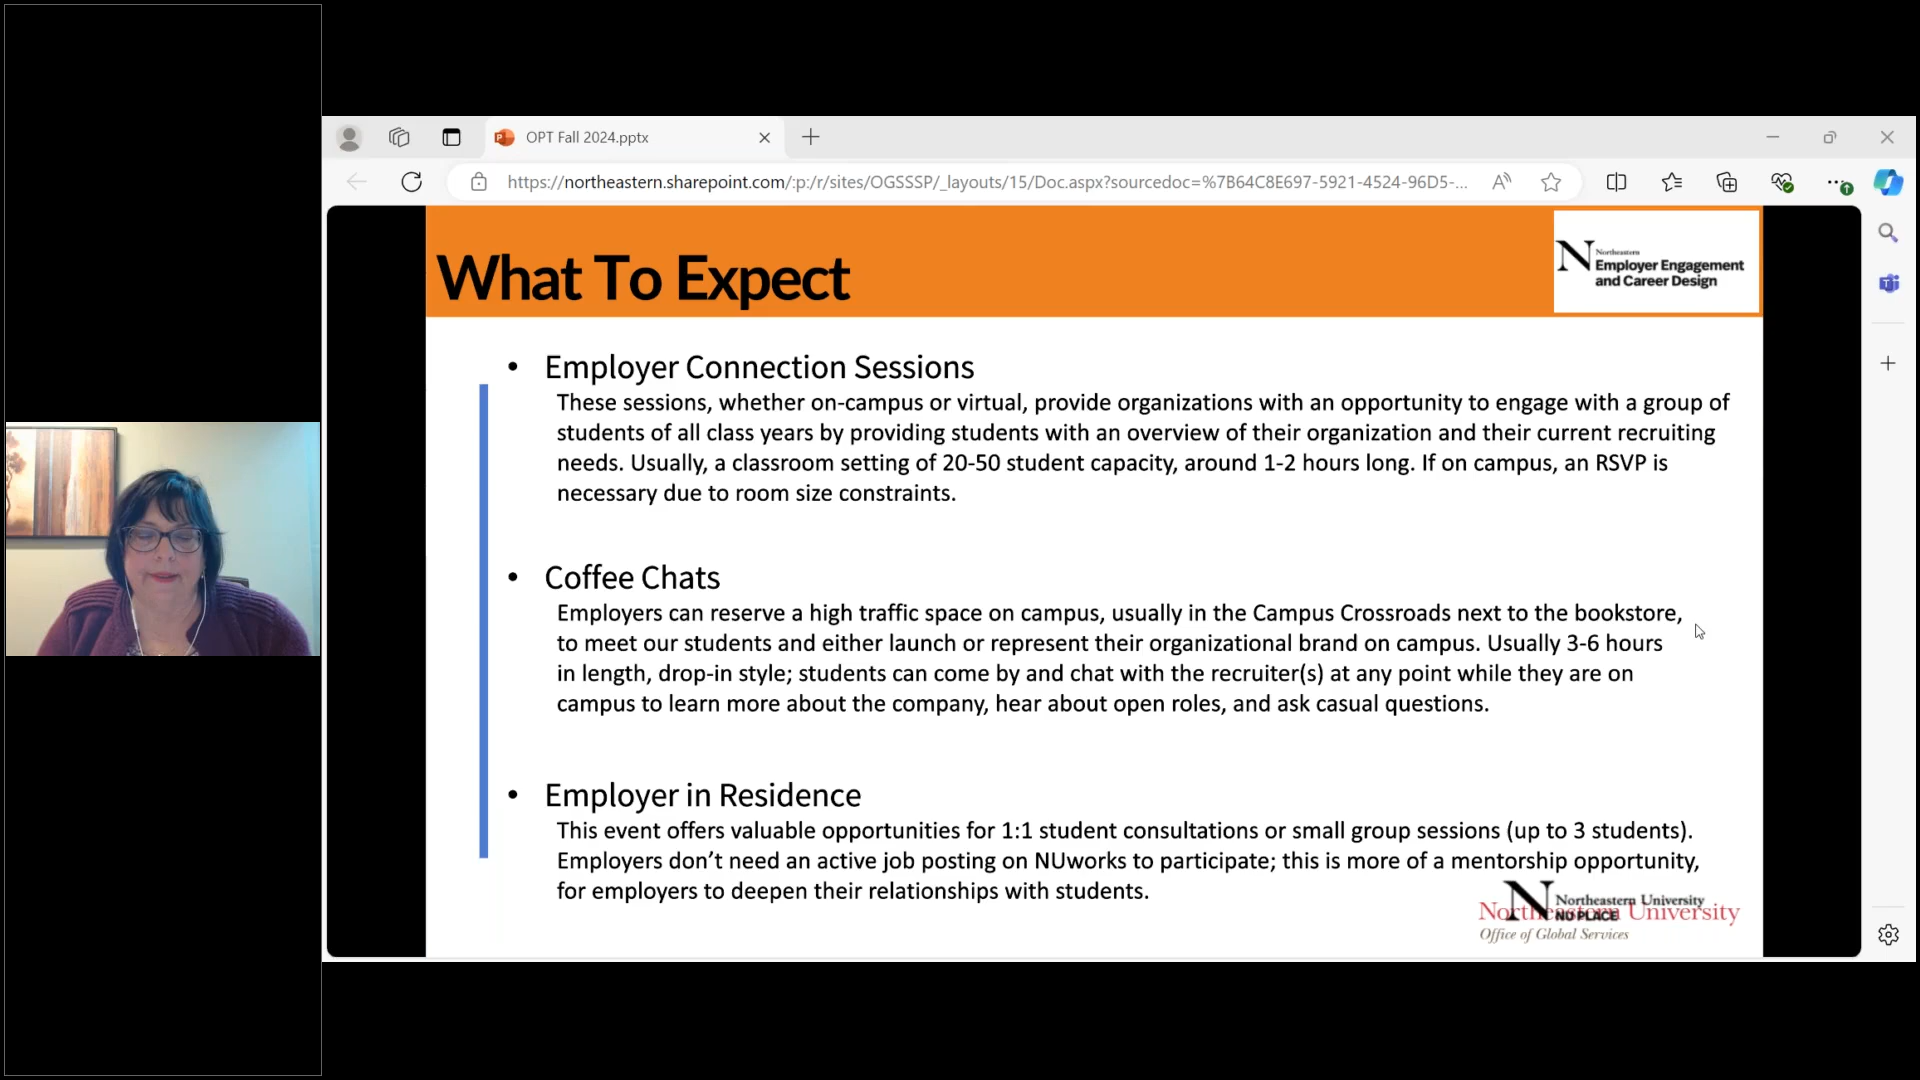 OPT Fall 2024.pptx
https://northeastern.sharepoint.com/:p:/r/sites/OGSSSP/_layouts/15/Doc.aspx?sourcedoc=%7B64C8E697-5921-4524-96D5-...
What To Expect
Northeastern
Employer Engagement
and Career Design
• Employer Connection Sessions
These sessions, whether on-campus or virtual, provide organizations with an opportunity to engage with a group of
students of all class years by providing students with an overview of their organization and their current recruiting
needs. Usually, a classroom setting of 20-50 student capacity, around 1-2 hours long. If on campus, an RSVP is
necessary due to room size constraints.
• Coffee Chats
Employers can reserve a high traffic space on campus, usually in the Campus Crossroads next to the bookstore,
to meet our students and either launch or represent their organizational brand on campus. Usually 3-6 hours
in length, drop-in style; students can come by and chat with the recruiter(s) at any point while they are on
campus to learn more about the company, hear about open roles, and ask casual questions.
• Employer in Residence
This event offers valuable opportunities for 1:1 student consultations or small group sessions (up to 3 students).
Employers don't need an active job posting on NUworks to participate; this is more of a mentorship opportunity,
for employers to deepen their relationships with students.
Northeastern University
NU PLACE
Northeastern University
Office of Global Services